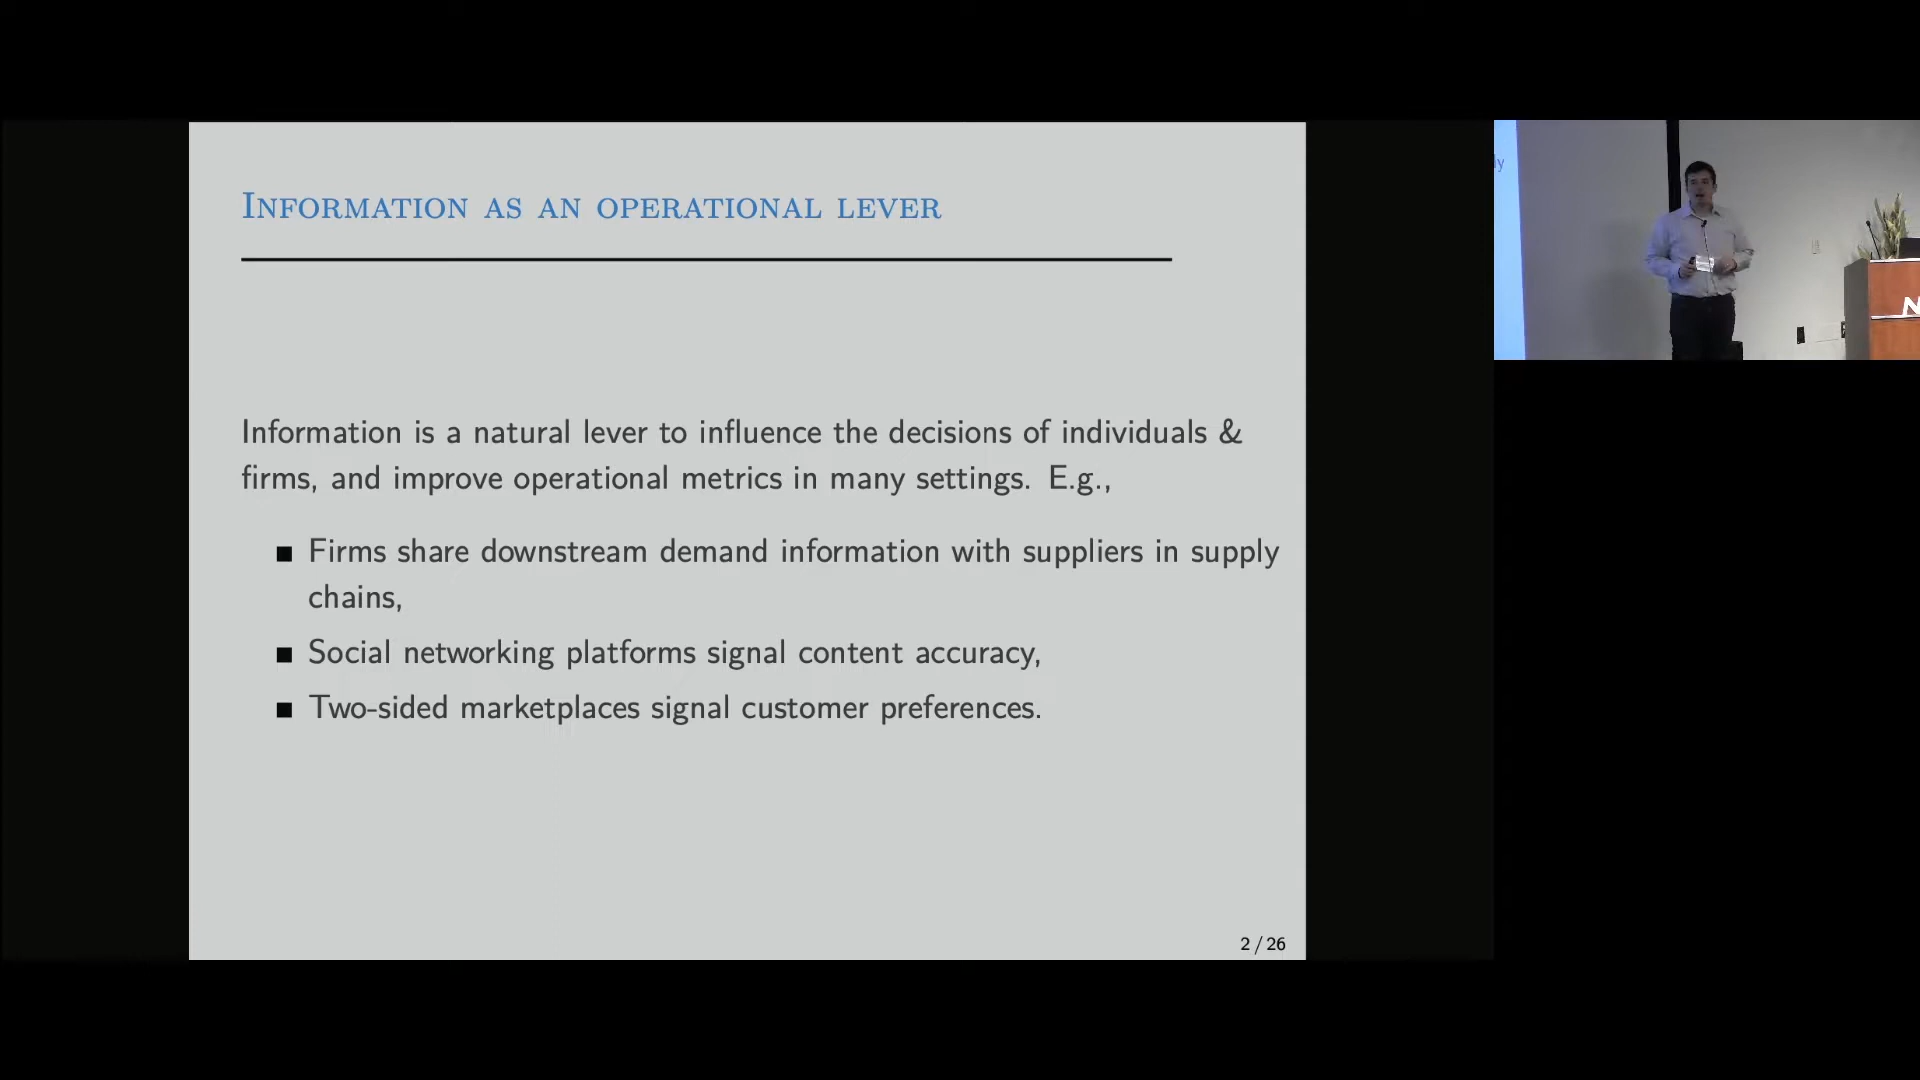 INFORMATION AS AN OPERATIONAL LEVER
Information is a natural lever to influence the decisions of individuals &
firms, and improve operational metrics in many settings. E.g.,
■ Firms share downstream demand information with suppliers in supply
chains,
■ Social networking platforms signal content accuracy,
■ Two-sided marketplaces signal customer preferences.
2 / 26
ly
N